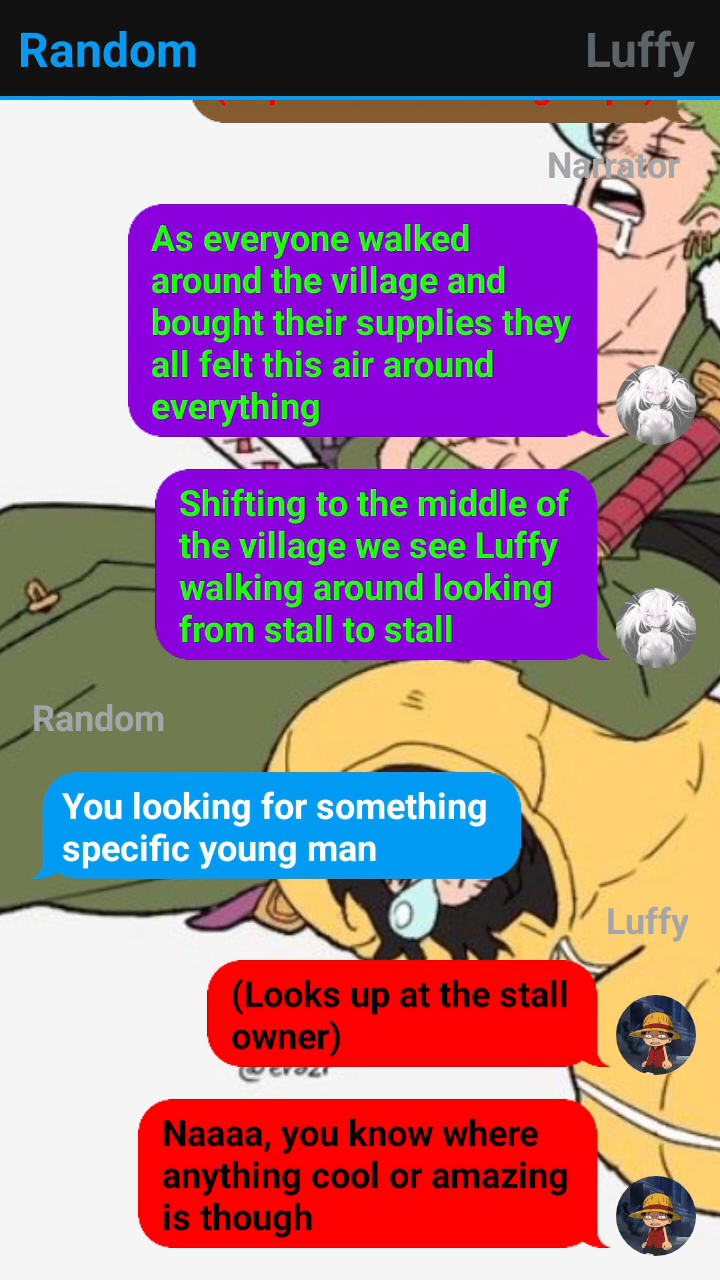 Random
Luffy
Narrator
As everyone walked
around the village and
bought their supplies they
all felt this air around
everything
Shifting to the middle of
the village we see Luffy
walking around looking
from stall to stall
Random
You looking for something
specific young man
Luffy
(Looks up at the stall
owner)
Naaaa, you know where
anything cool or amazing
is though